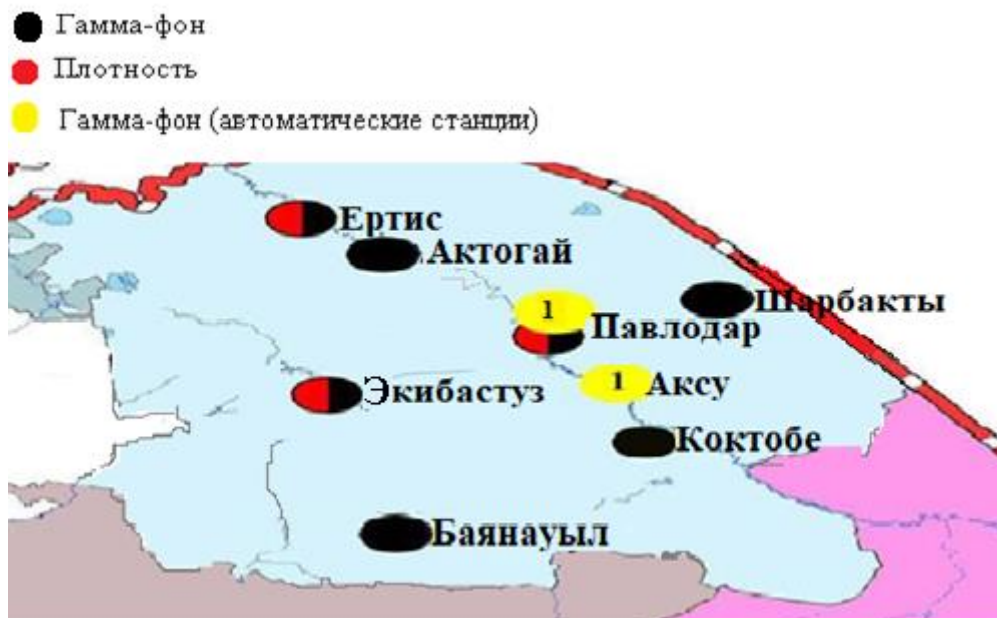 Гамма-фон
Плотность
Гамма-фон (автоматические станции)
Ертис
Актогай
1
Шарбакты
Павлодар
1
Аксу
Экибастуз
Коктобе
Баянауыл